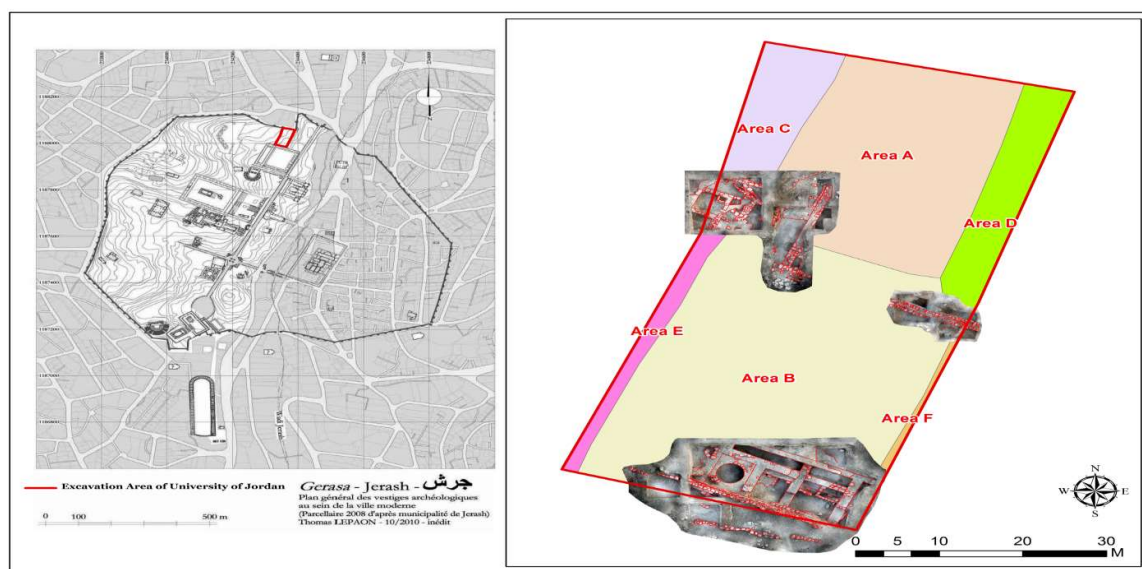 Excavation Area of University of Jordan
0 100 500 m
Gerasa - Jerash - جرش
Plan général des vestiges archéologiques
au sein de la ville moderne
(Parcellaire 2008 d'après municipalité de Jerash)
Thomas LEPAON - 10/2010 - inédit
Wadi Jerash
Area C
Area A
Area D
Area E
Area B
Area F
N
W E
S
0 5 10 20 30
M